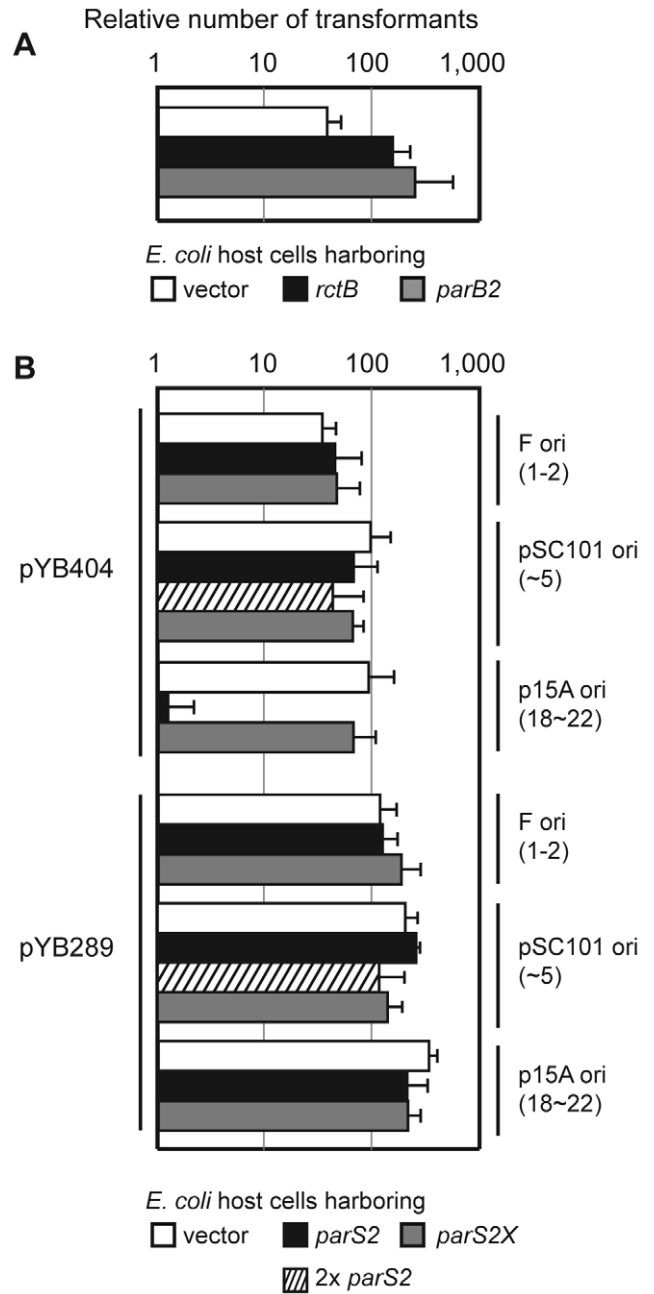 Relative number of transformants
A
1 10 100 1,000
E. coli host cells harboring
vector rctB parB2
B
1 10 100 1,000
pYB404
F ori
(1-2)
pSC101 ori
(~5)
p15A ori
(18~22)
pYB289
F ori
(1-2)
pSC101 ori
(~5)
p15A ori
(18~22)
E. coli host cells harboring
vector parS2 parS2X
2x parS2